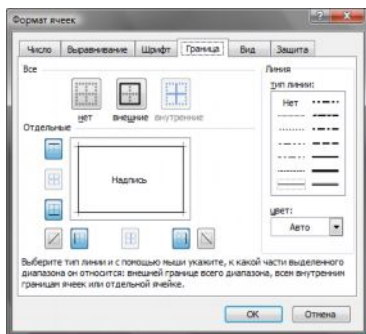 Формат ячеек
Число Выравнивание Шрифт Граница Вид Защита
Все
нет внешние внутренние
Отдельные
Надпись
Линия
тип линии:
Нет
цвет:
Авто
Выберите тип линии и с помощью мыши укажите, к какой части выделенного
диапазона он относится: внешней границе всего диапазона, всем внутренним
границам ячеек или отдельной ячейке.
ОК Отмена